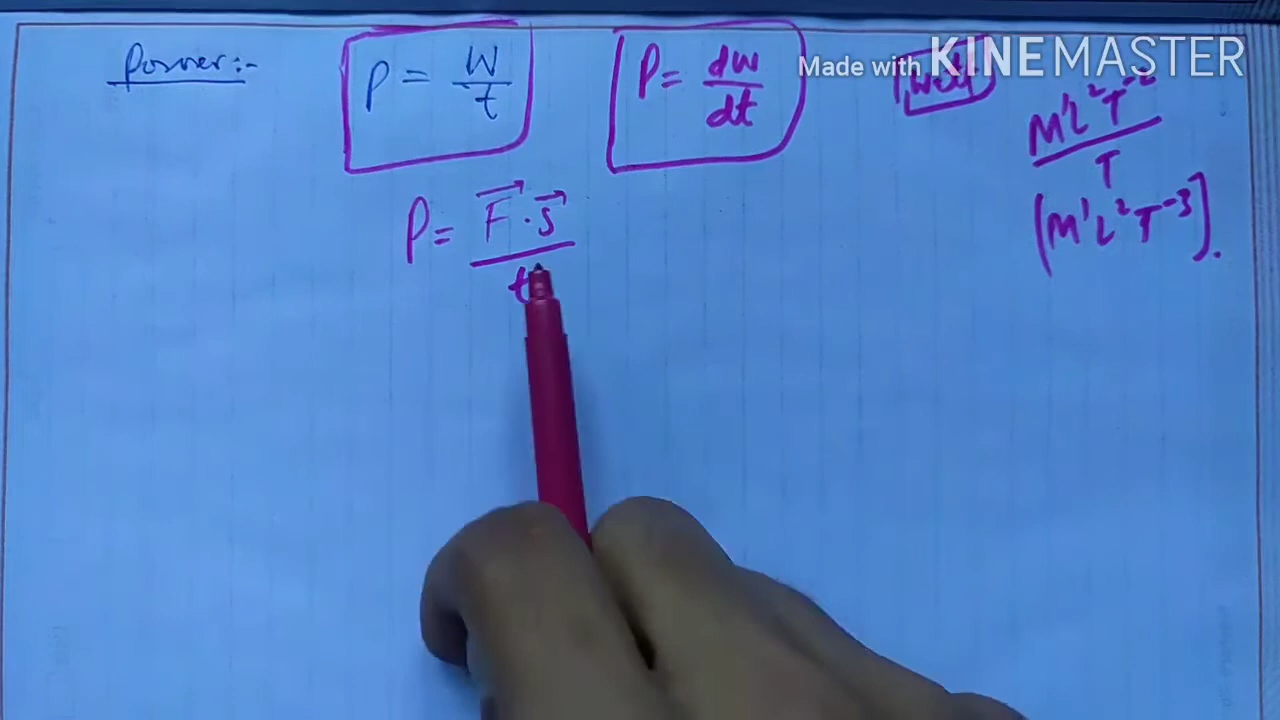 Power:-
P = W/t
P = dw/dt
Made with KINEMASTER
watt
M¹L²T⁻²/T
[M¹L²T⁻³].
P = F⃗·s⃗/t